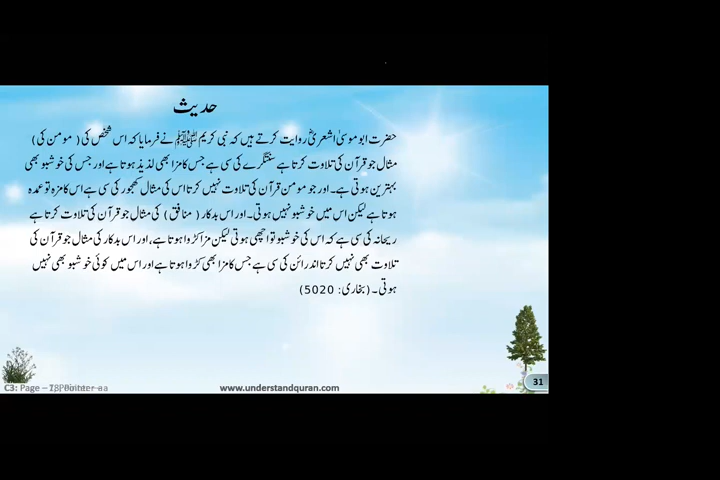 حدیث
حضرت ابوموسیٰ اشعریؓ روایت کرتے ہیں کہ نبی کریم ﷺ نے فرمایا کہ اس شخص کی ( مومن کی )
مثال جو قرآن کی تلاوت کرتا ہے سنگترے کی سی ہے جس کا مزا بھی لذیذ ہوتا ہے اور جس کی خوشبو بھی
بہترین ہوتی ہے۔ اور جو مومن قرآن کی تلاوت نہیں کرتا اس کی مثال کھجور کی سی ہے اس کا مزہ تو عمدہ
ہوتا ہے لیکن اس میں خوشبو نہیں ہوتی۔ اور اس بدکار ( منافق ) کی مثال جو قرآن کی تلاوت کرتا ہے
ریحانہ کی سی ہے کہ اس کی خوشبو تو اچھی ہوتی لیکن مزا کڑوا ہوتا ہے، اور اس بدکار کی مثال جو قرآن کی
تلاوت بھی نہیں کرتا اندرائن کی سی ہے جس کا مزا بھی کڑوا ہوتا ہے اور اس میں کوئی خوشبو بھی نہیں
ہوتی۔ (بخاری: 5020)
C3: Page –
www.understandquran.com
31